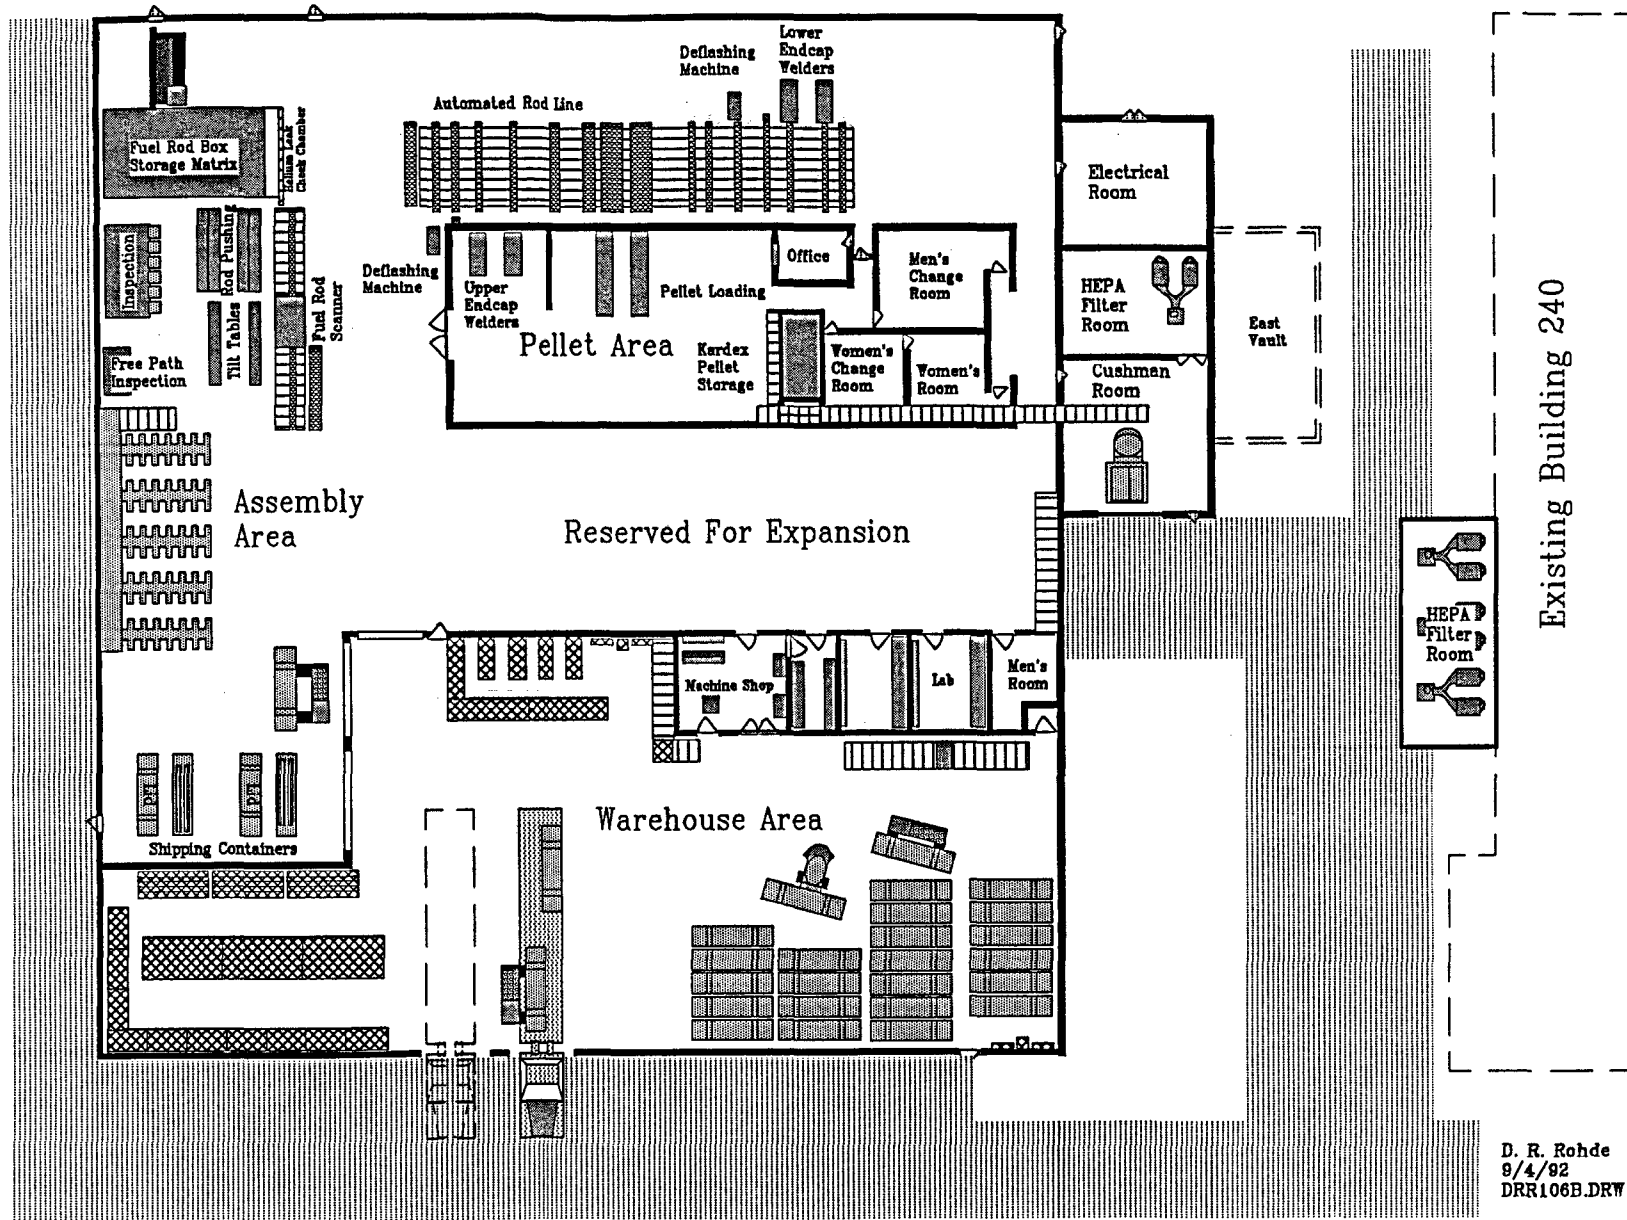 Lower
Endcap
Welders
Deflashing
Machine
Automated Rod Line
Fuel Rod Box
Storage Matrix
Helium Leak
Check Chamber
Electrical
Room
Rod Pushing
Inspection
Office
Men's
Change
Room
Deflashing
Machine
Upper
Endcap
Welders
Pellet Loading
HEPA
Filter
Room
East
Vault
Existing Building 240
Tilt Tables
Fuel Rod
Scanner
Pellet Area
Kardex
Pellet
Storage
Women's
Change
Room
Women's
Room
Cushman
Room
Free Path
Inspection
Assembly
Area
Reserved For Expansion
HEPA
Filter
Room
Machine Shop
Lab
Men's
Room
Warehouse Area
Shipping Containers
D. R. Rohde
9/4/92
DRR106B.DRW